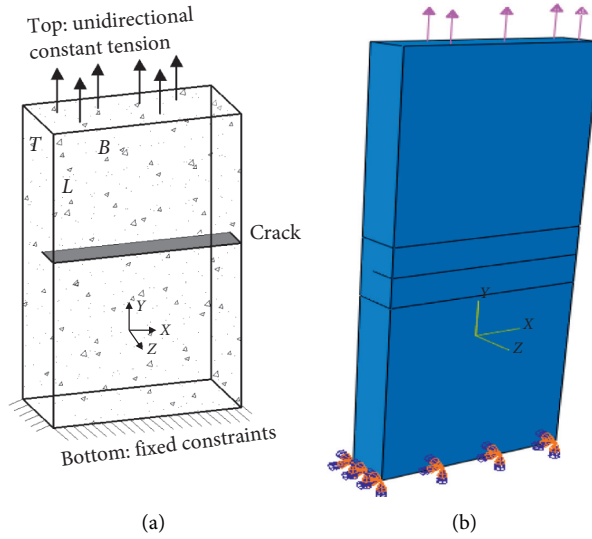 Top: unidirectional
constant tension
T
B
L
Crack
Y
X
Z
Bottom: fixed constraints
(a)
Y
X
Z
(b)